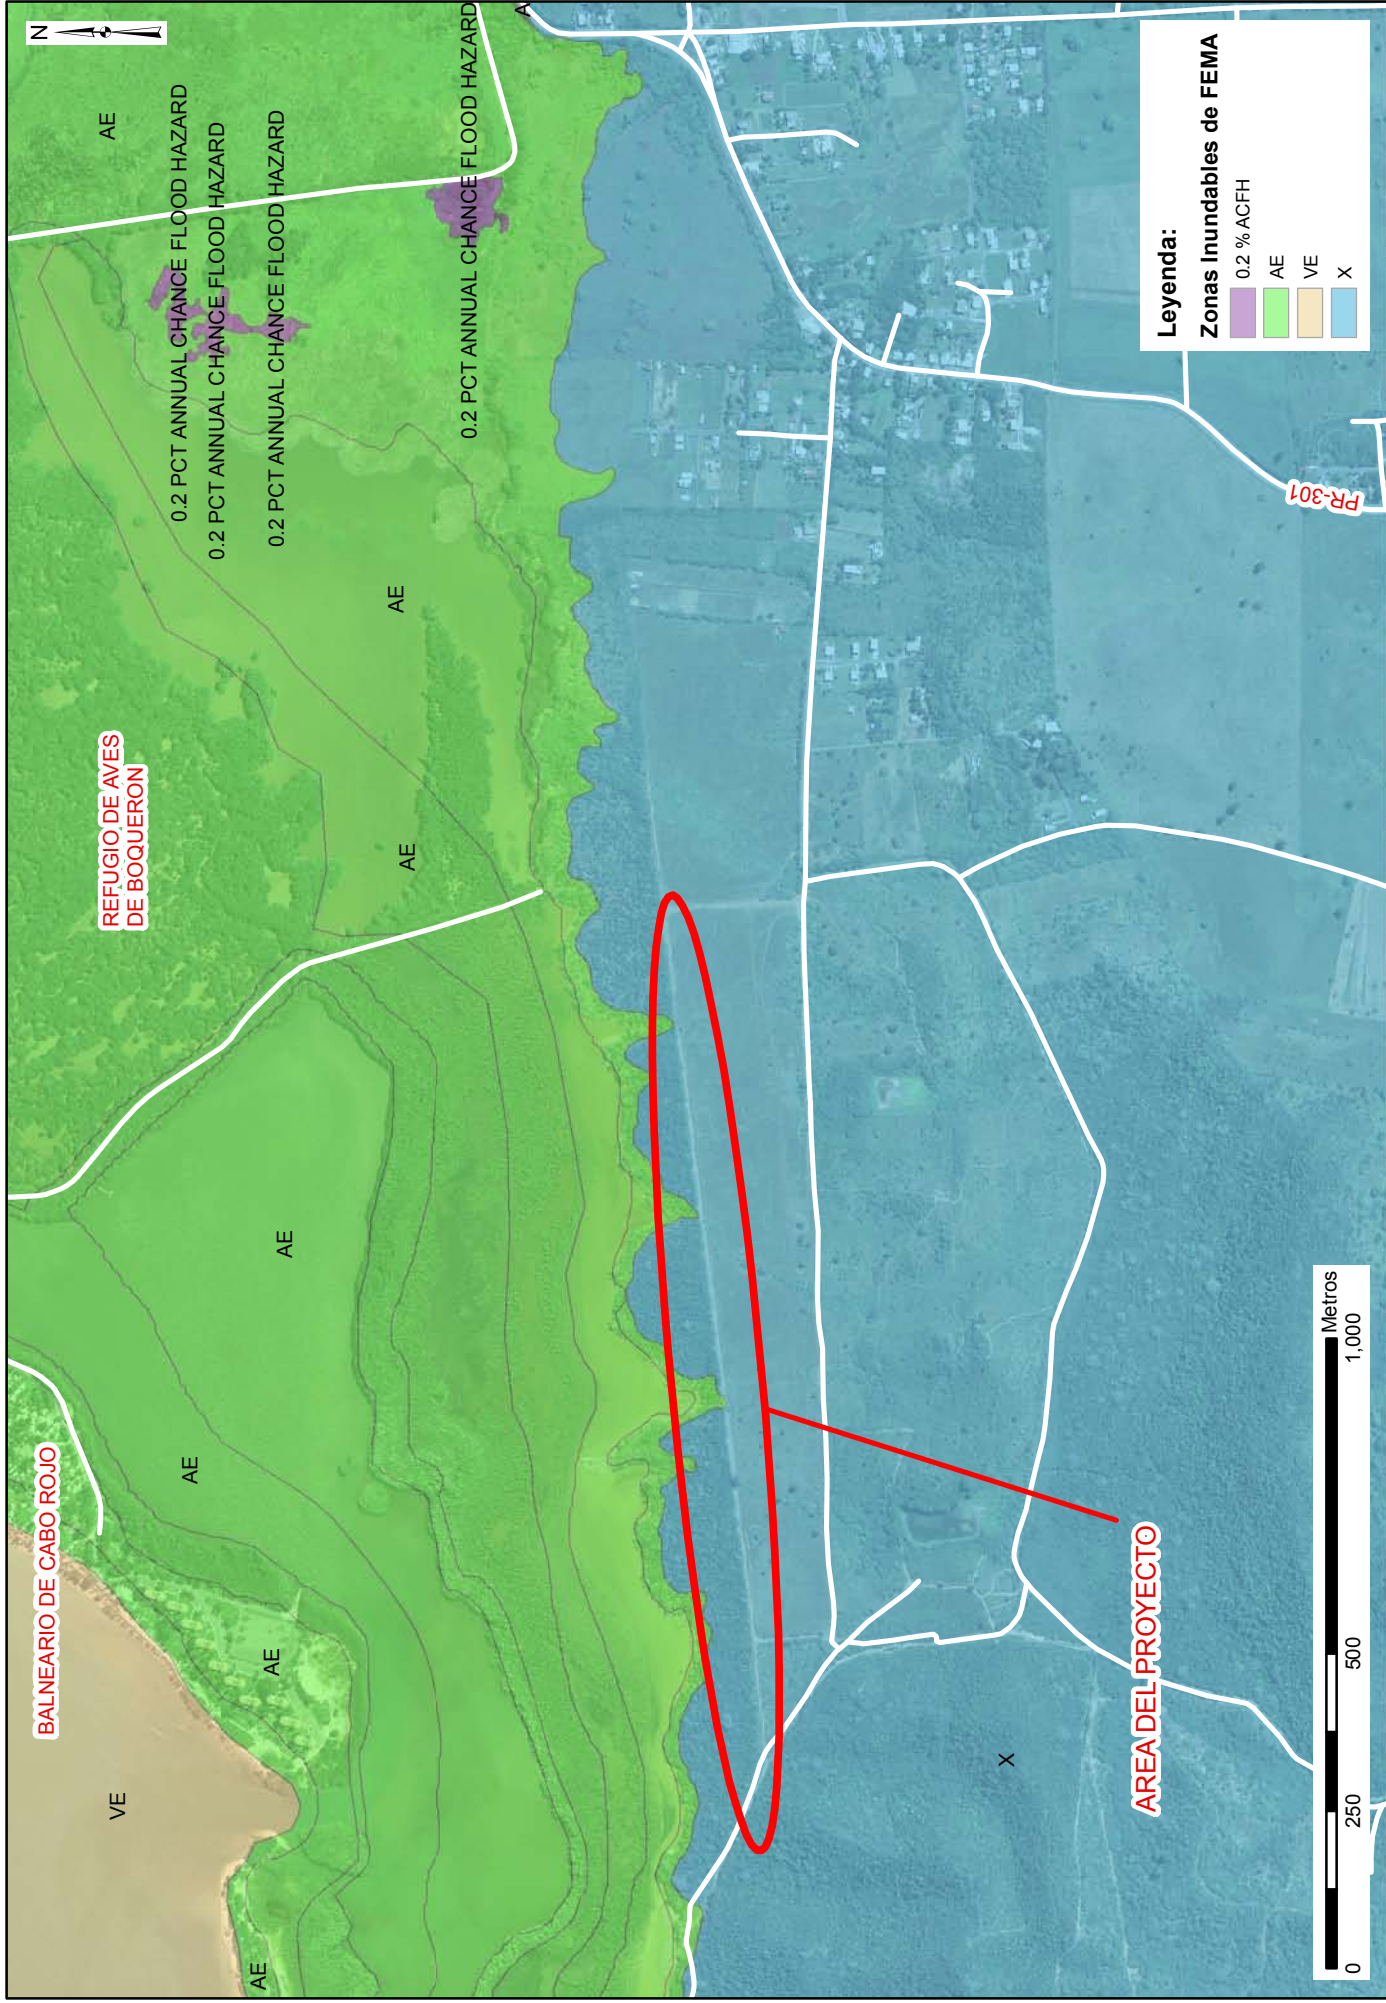 N
BALNEARIO DE CABO ROJO
REFUGIO DE AVES
DE BOQUERON
AE
0.2 PCT ANNUAL CHANCE FLOOD HAZARD
0.2 PCT ANNUAL CHANCE FLOOD HAZARD
0.2 PCT ANNUAL CHANCE FLOOD HAZARD
0.2 PCT ANNUAL CHANCE FLOOD HAZARD
A
VE
AE
AE
AE
AE
AE
AE
X
AREA DEL PROYECTO
PR-301
Leyenda:
Zonas Inundables de FEMA
0.2 % ACFH
AE
VE
X
0 250 500 1,000
Metros